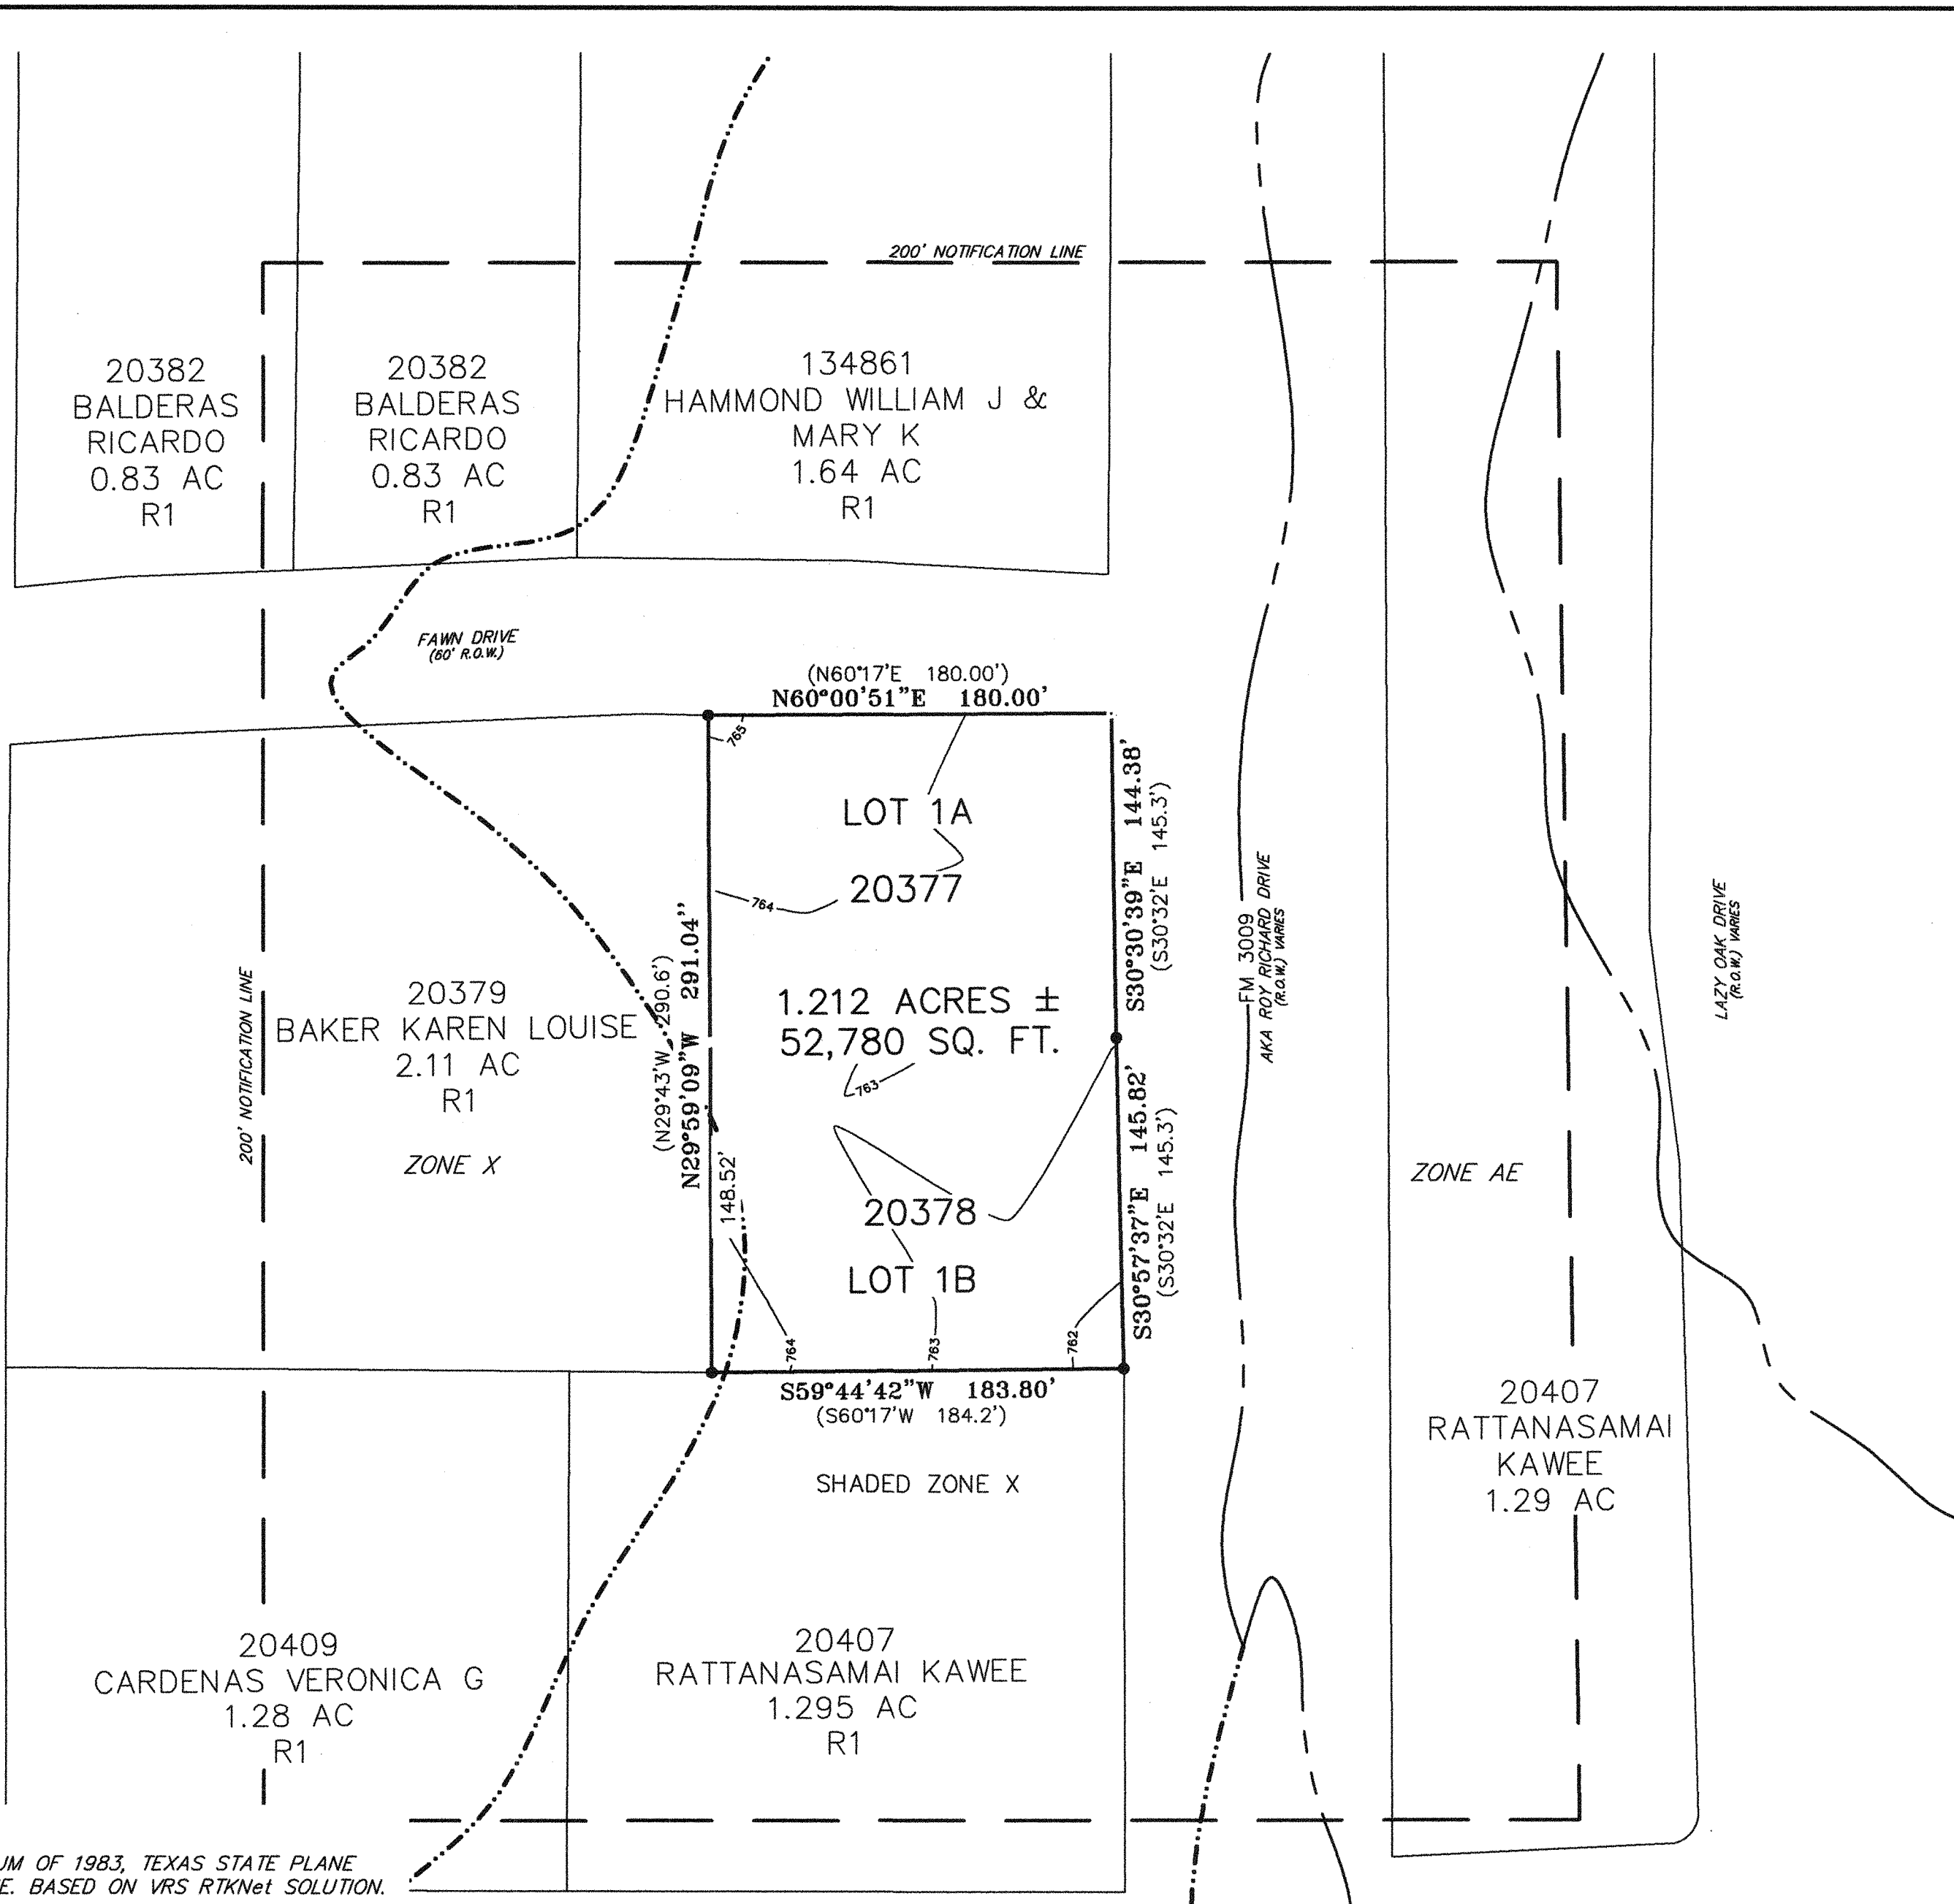 200' NOTIFICATION LINE
20382
BALDERAS
RICARDO
0.83 AC
R1
20382
BALDERAS
RICARDO
0.83 AC
R1
134861
HAMMOND WILLIAM J &
MARY K
1.64 AC
R1
FAWN DRIVE
(60' R.O.W.)
(N60°17'E 180.00')
N60°00'51"E 180.00'
765
LOT 1A
20377
764
1.212 ACRES ±
52,780 SQ. FT.
763
20378
LOT 1B
S30°30'39"E 144.38'
(S30°32'E 145.3')
S30°57'37"E 145.82'
(S30°32'E 145.3')
(N29°43'W 290.6')
N29°59'09"W 291.04''
148.52'
764
763
762
S59°44'42"W 183.80'
(S60°17'W 184.2')
200' NOTIFICATION LINE
20379
BAKER KAREN LOUISE
2.11 AC
R1
ZONE X
FM 3009
AKA ROY RICHARD DRIVE
(R.O.W.) VARIES
LAZY OAK DRIVE
(R.O.W.) VARIES
ZONE AE
20407
RATTANASAMAI
KAWEE
1.29 AC
SHADED ZONE X
20409
CARDENAS VERONICA G
1.28 AC
R1
20407
RATTANASAMAI KAWEE
1.295 AC
R1
UM OF 1983, TEXAS STATE PLANE
E. BASED ON VRS RTKNet SOLUTION.